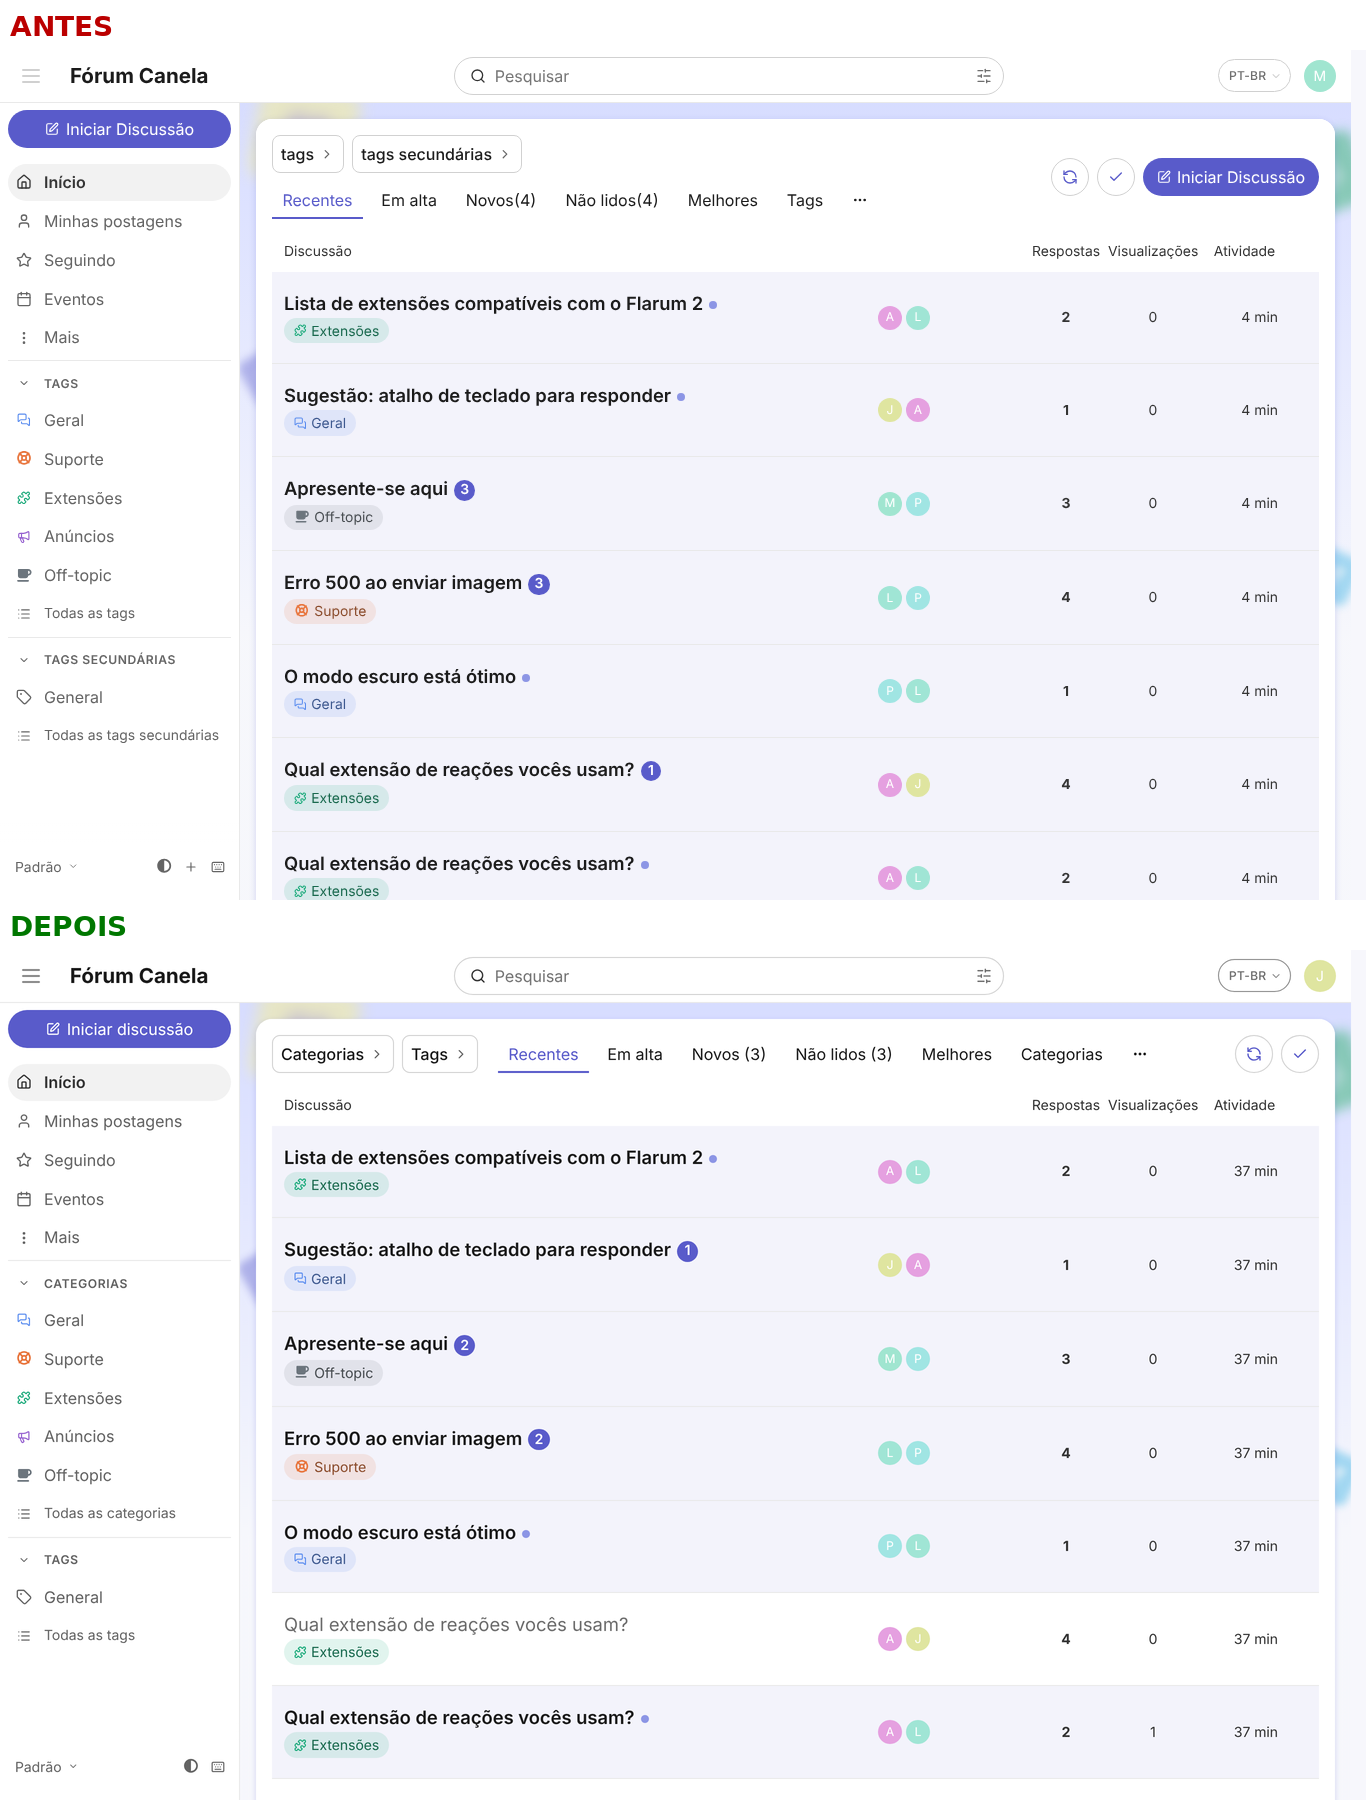 ANTES
Fórum Canela
Pesquisar
PT-BR
M
Iniciar Discussão
Início
Minhas postagens
Seguindo
Eventos
Mais
TAGS
Geral
Suporte
Extensões
Anúncios
Off-topic
Todas as tags
TAGS SECUNDÁRIAS
General
Todas as tags secundárias
Padrão
tags
tags secundárias
Iniciar Discussão
Recentes Em alta Novos(4) Não lidos(4) Melhores Tags ···
Discussão Respostas Visualizações Atividade
Lista de extensões compatíveis com o Flarum 2
Extensões
A L 2 0 4 min
Sugestão: atalho de teclado para responder
Geral
J A 1 0 4 min
Apresente-se aqui 3
Off-topic
M P 3 0 4 min
Erro 500 ao enviar imagem 3
Suporte
L P 4 0 4 min
O modo escuro está ótimo
Geral
P L 1 0 4 min
Qual extensão de reações vocês usam? 1
Extensões
A J 4 0 4 min
Qual extensão de reações vocês usam?
Extensões
A L 2 0 4 min
DEPOIS
Fórum Canela
Pesquisar
PT-BR
J
Iniciar discussão
Início
Minhas postagens
Seguindo
Eventos
Mais
CATEGORIAS
Geral
Suporte
Extensões
Anúncios
Off-topic
Todas as categorias
TAGS
General
Todas as tags
Padrão
Categorias Tags Recentes Em alta Novos (3) Não lidos (3) Melhores Categorias ···
Discussão Respostas Visualizações Atividade
Lista de extensões compatíveis com o Flarum 2
Extensões
A L 2 0 37 min
Sugestão: atalho de teclado para responder 1
Geral
J A 1 0 37 min
Apresente-se aqui 2
Off-topic
M P 3 0 37 min
Erro 500 ao enviar imagem 2
Suporte
L P 4 0 37 min
O modo escuro está ótimo
Geral
P L 1 0 37 min
Qual extensão de reações vocês usam?
Extensões
A J 4 0 37 min
Qual extensão de reações vocês usam?
Extensões
A L 2 1 37 min